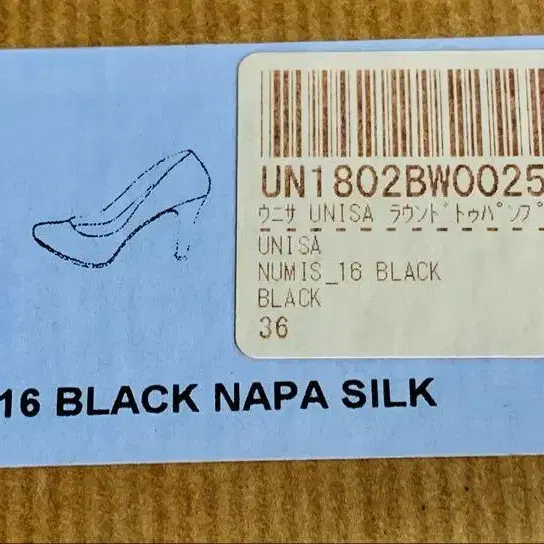 UN1802BW0025
ウニサ UNISA ラウンドトゥパンプ
UNISA
NUMIS_16 BLACK
BLACK
36
16 BLACK NAPA SILK